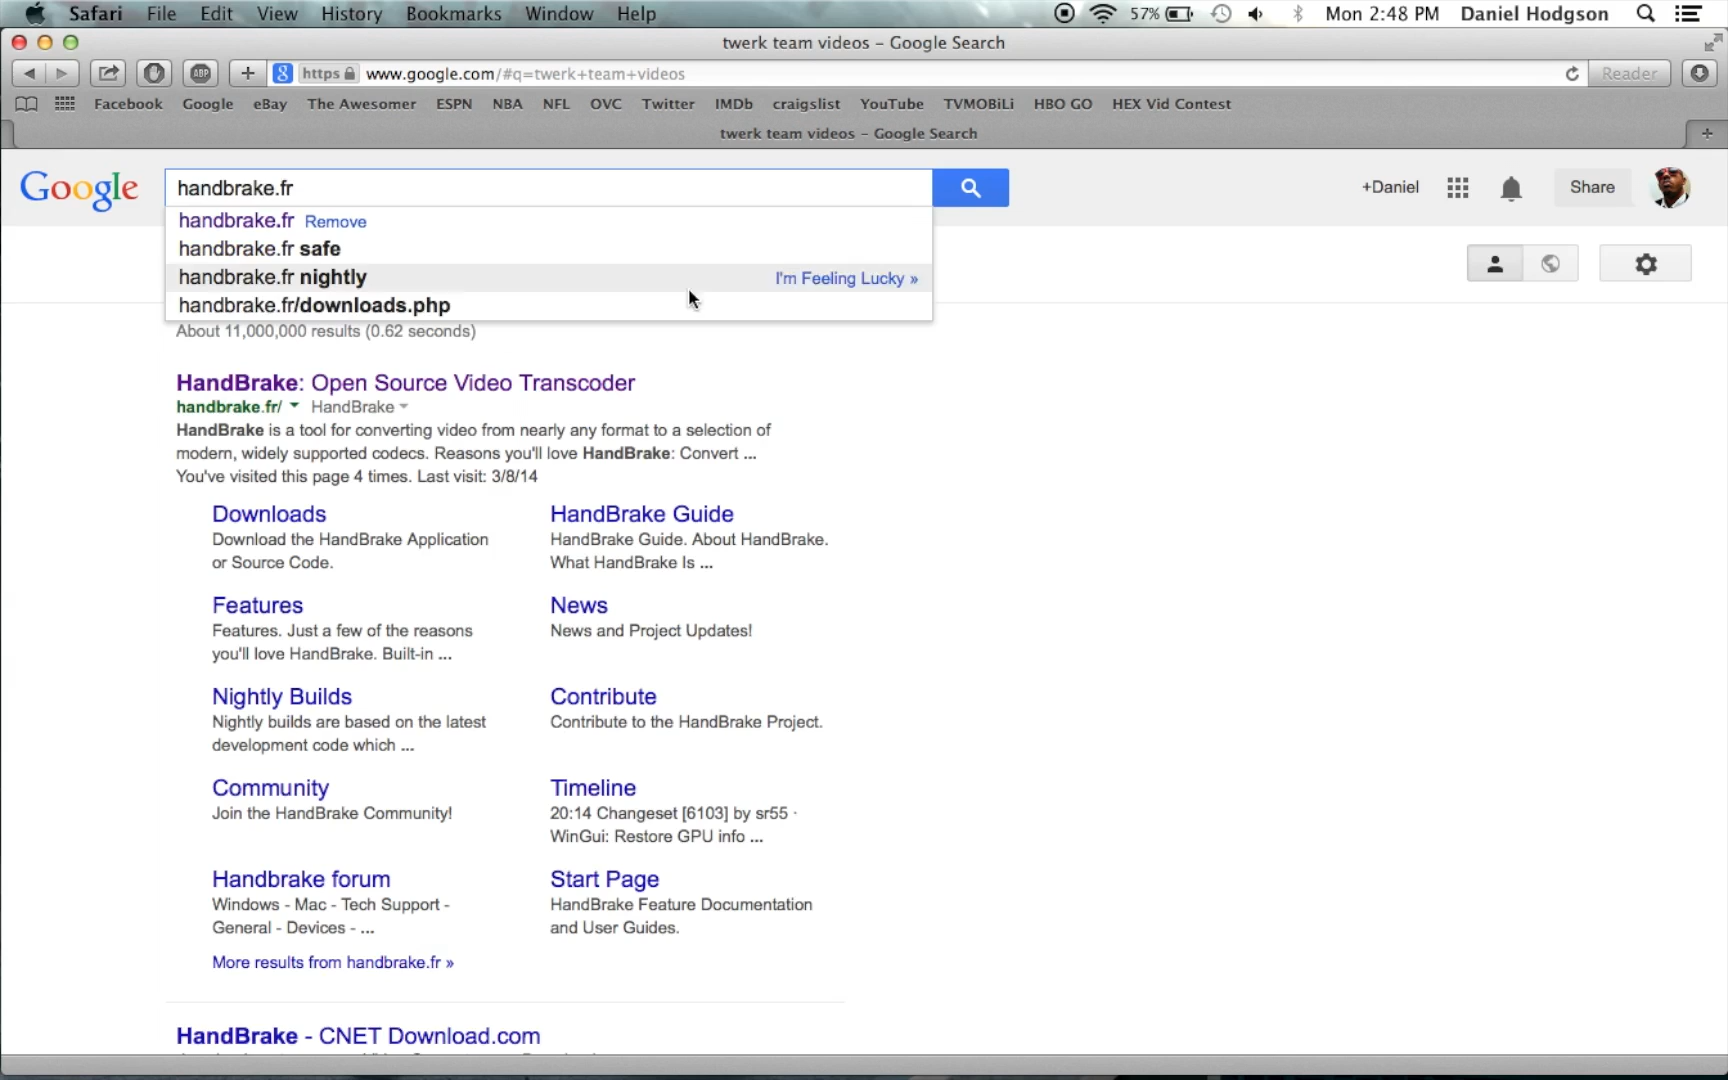 Safari File Edit View History Bookmarks Window Help 57% Mon 2:48 PM Daniel Hodgson
twerk team videos – Google Search
ABP + https www.google.com/#q=twerk+team+videos Reader
Facebook Google eBay The Awesomer ESPN NBA NFL OVC Twitter IMDb craigslist YouTube TVMOBiLi HBO GO HEX Vid Contest
twerk team videos – Google Search
Google handbrake.fr +Daniel Share
handbrake.fr Remove
handbrake.fr safe
handbrake.fr nightly I'm Feeling Lucky »
handbrake.fr/downloads.php
About 11,000,000 results (0.62 seconds)
HandBrake: Open Source Video Transcoder
handbrake.fr/ HandBrake
HandBrake is a tool for converting video from nearly any format to a selection of
modern, widely supported codecs. Reasons you'll love HandBrake: Convert ...
You've visited this page 4 times. Last visit: 3/8/14
Downloads
Download the HandBrake Application
or Source Code.
HandBrake Guide
HandBrake Guide. About HandBrake.
What HandBrake Is ...
Features
Features. Just a few of the reasons
you'll love HandBrake. Built-in ...
News
News and Project Updates!
Nightly Builds
Nightly builds are based on the latest
development code which ...
Contribute
Contribute to the HandBrake Project.
Community
Join the HandBrake Community!
Timeline
20:14 Changeset [6103] by sr55 ·
WinGui: Restore GPU info ...
Handbrake forum
Windows - Mac - Tech Support -
General - Devices - ...
Start Page
HandBrake Feature Documentation
and User Guides.
More results from handbrake.fr »
HandBrake - CNET Download.com